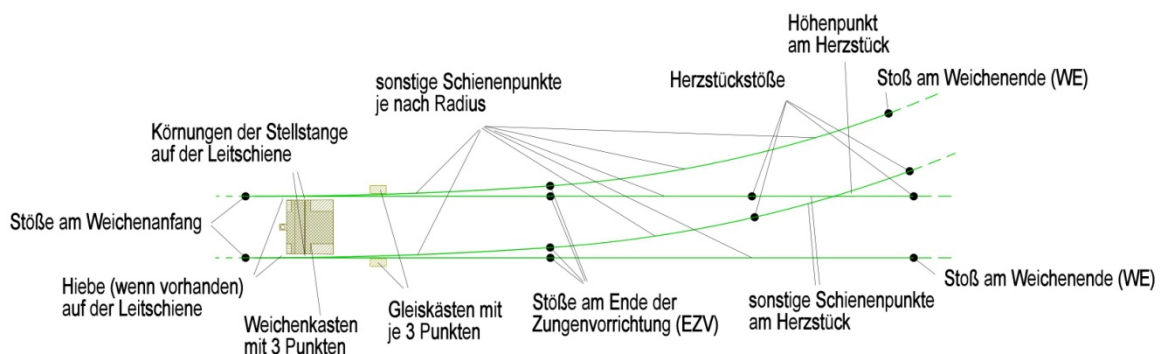 Höhenpunkt
am Herzstück
sonstige Schienenpunkte
je nach Radius
Herzstückstöße
Stoß am Weichenende (WE)
Körnungen der Stellstange
auf der Leitschiene
Stöße am Weichenanfang
Hiebe (wenn vorhanden)
auf der Leitschiene
Weichenkasten
mit 3 Punkten
Gleiskästen mit
je 3 Punkten
Stöße am Ende der
Zungenvorrichtung (EZV)
sonstige Schienenpunkte
am Herzstück
Stoß am Weichenende (WE)